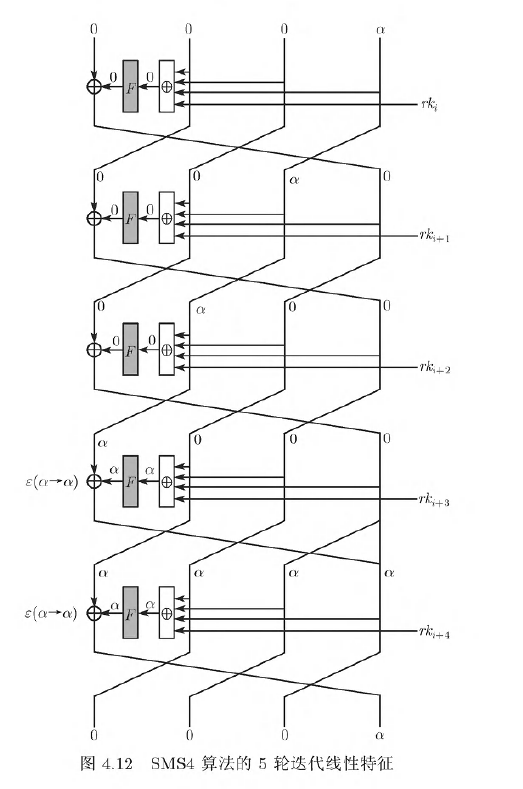 0 0 0 α
0 F 0 ⊕
rk_i
0 0 α 0
0 F 0 ⊕
rk_{i+1}
0 α 0 0
0 F 0 ⊕
rk_{i+2}
α 0 0 0
ε(α→α) α F α ⊕
rk_{i+3}
α α α α
ε(α→α) α F α ⊕
rk_{i+4}
0 0 0 α
图 4.12 SMS4 算法的 5 轮迭代线性特征